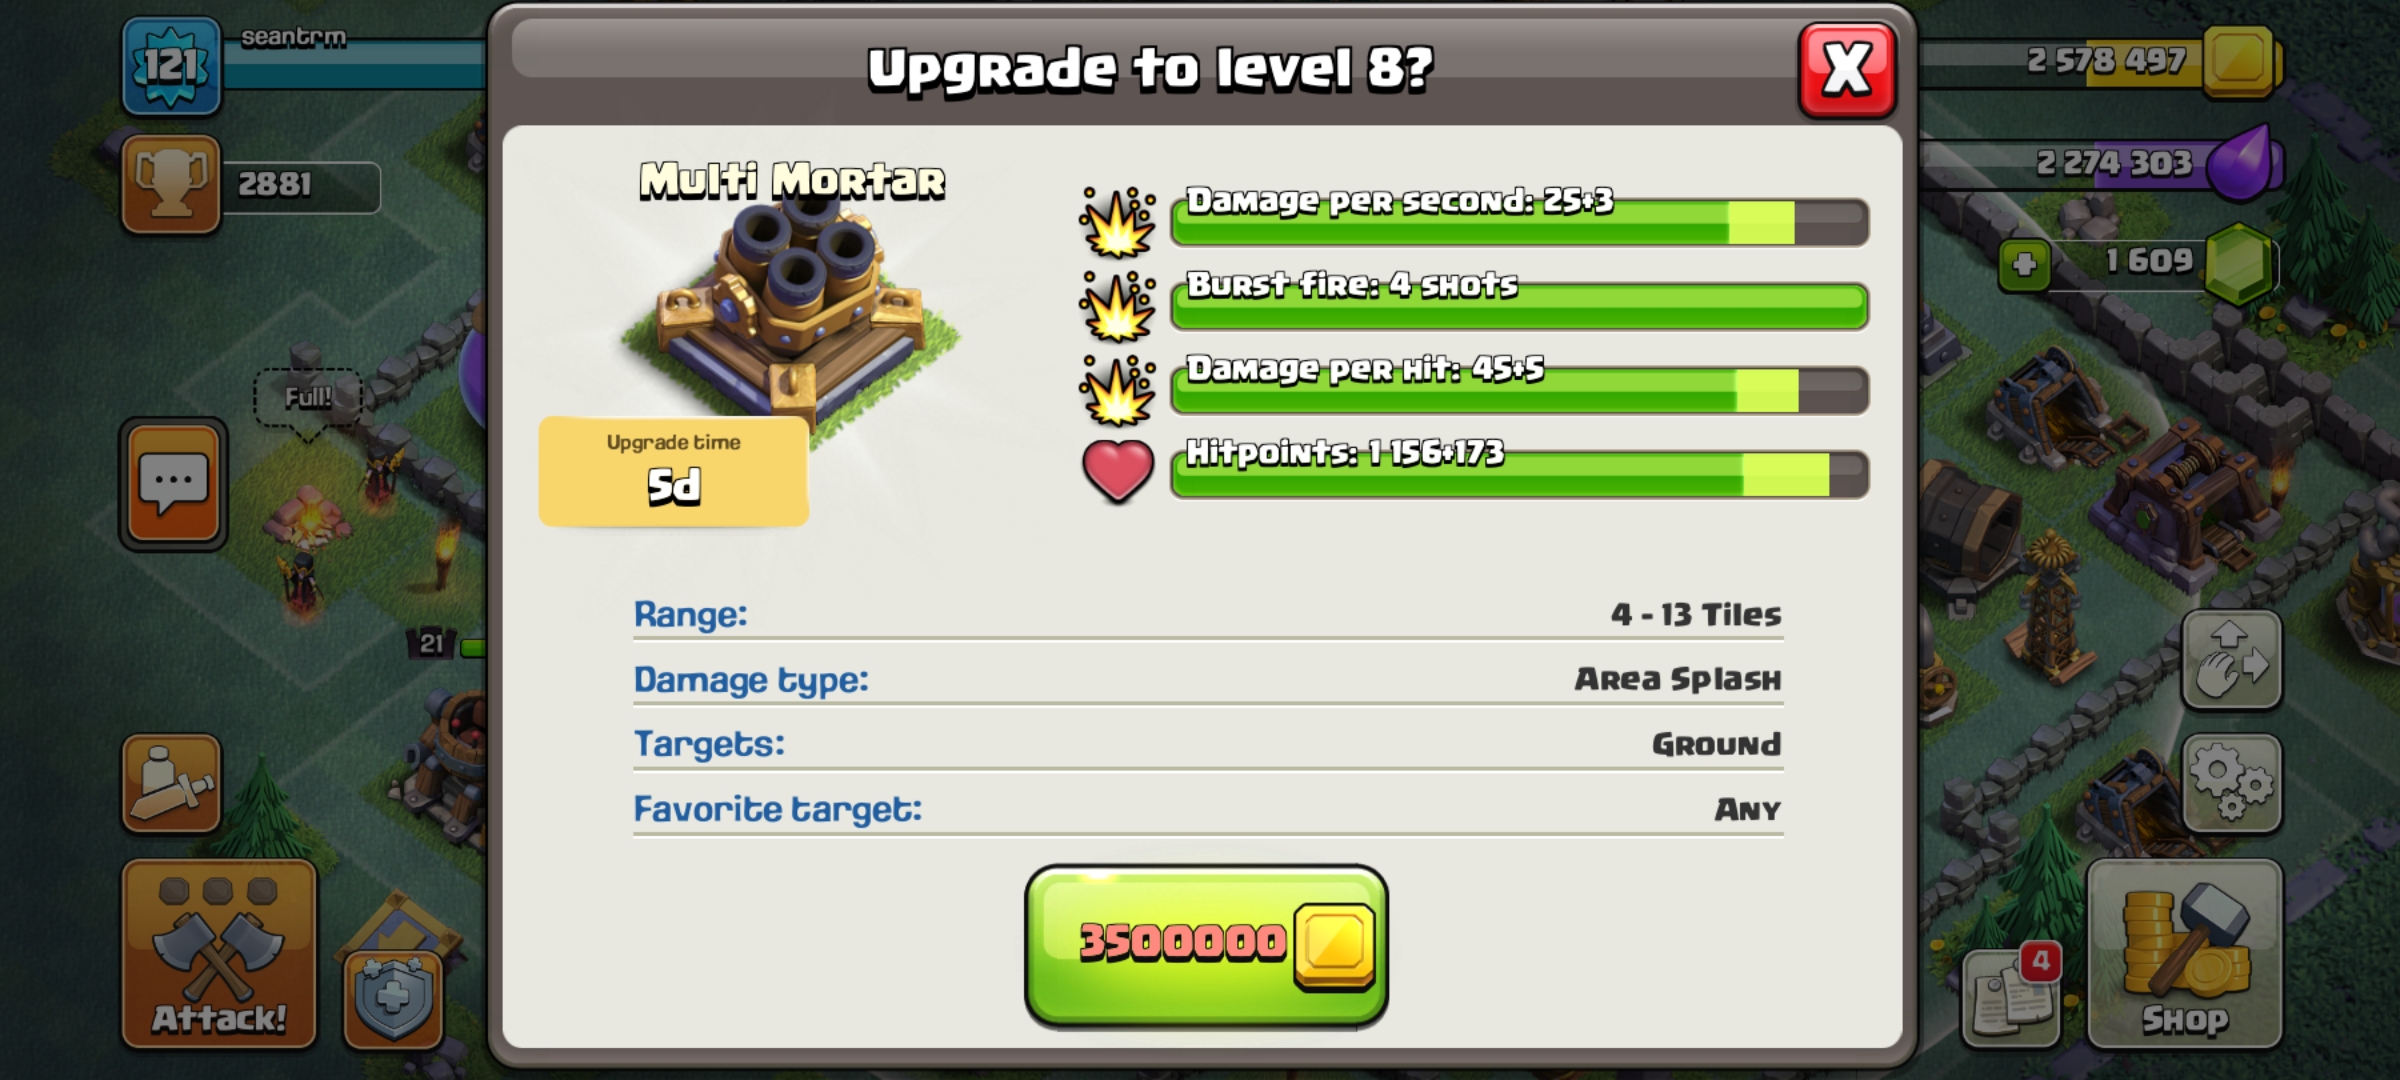 121
seantrm
2881
Full!
21
Attack!
Upgrade to level 8?
X
Multi Mortar
Upgrade time
5d
Damage per second: 25+3
Burst fire: 4 shots
Damage per hit: 45+5
Hitpoints: 1 156+173
Range: 4 - 13 Tiles
Damage type: Area Splash
Targets: Ground
Favorite target: Any
3500000
2 578 497
2 274 303
1 609
4
Shop